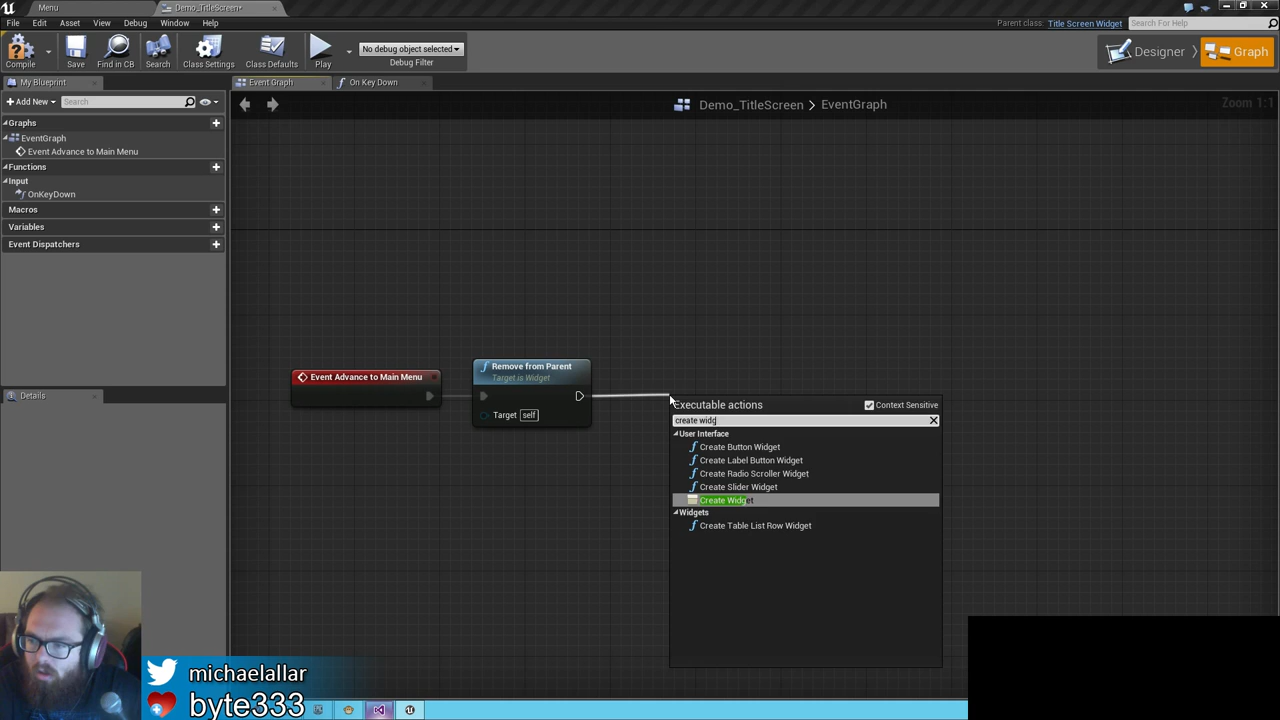 Menu
Demo_TitleScreen*
File Edit Asset View Debug Window Help
Parent class: Title Screen Widget
Search For Help
Compile
Save
Find in CB
Search
Class Settings
Class Defaults
Play
No debug object selected
Debug Filter
Designer
Graph
My Blueprint
Event Graph
On Key Down
Add New
Search
Demo_TitleScreen > EventGraph
Zoom 1:1
Graphs
EventGraph
Event Advance to Main Menu
Functions
Input
OnKeyDown
Macros
Variables
Event Dispatchers
Details
Event Advance to Main Menu
Remove from Parent
Target is Widget
Target self
Executable actions
Context Sensitive
create widg
User Interface
Create Button Widget
Create Label Button Widget
Create Radio Scroller Widget
Create Slider Widget
Create Widget
Widgets
Create Table List Row Widget
michaelallar
byte333